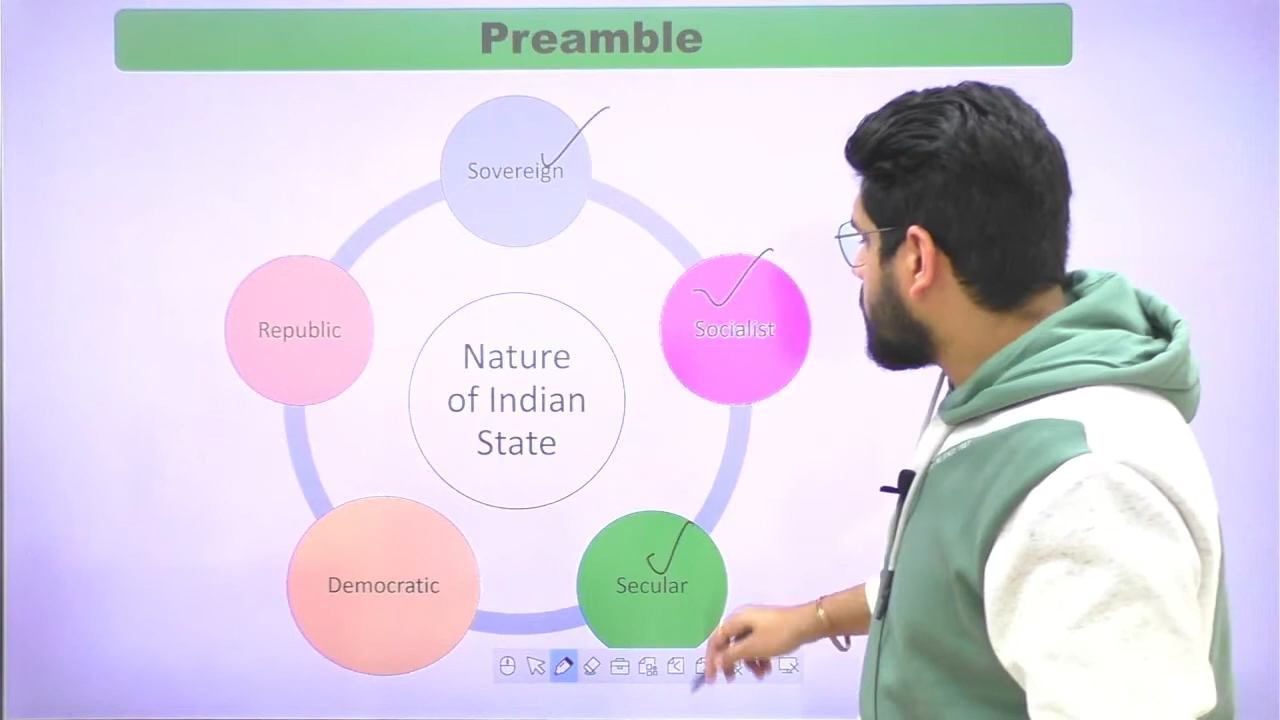 Preamble
Sovereign
Socialist
Secular
Democratic
Republic
Nature
of Indian
State